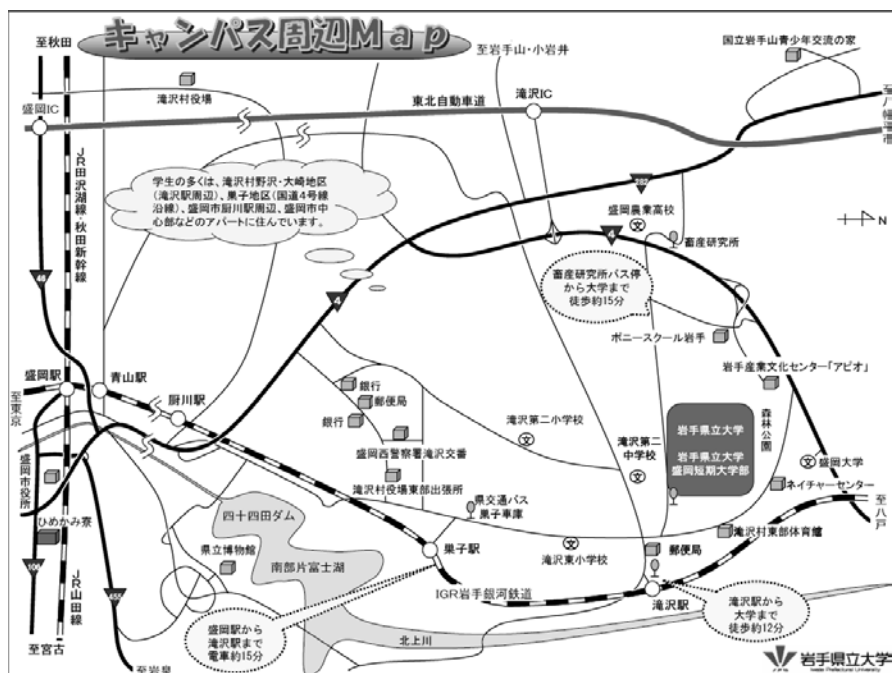 キャンパス周辺Map
至秋田
至岩手山・小岩井
国立岩手山青少年交流の家
滝沢村役場
盛岡IC
東北自動車道
滝沢IC
至八幡平市
JR田沢湖線・秋田新幹線
学生の多くは、滝沢村野沢・大崎地区
(滝沢駅周辺)、巣子地区(国道4号線
沿線)、盛岡市厨川駅周辺、盛岡市中
心部などのアパートに住んでいます。
282
盛岡農業高校
文
4
畜産研究所
N
46
4
畜産研究所バス停
から大学まで
徒歩約15分
ポニースクール岩手
岩手産業文化センター「アピオ」
盛岡駅
青山駅
厨川駅
至東京
銀行
郵便局
銀行
盛岡西警察署滝沢交番
滝沢村役場東部出張所
滝沢第二小学校
文
滝沢第二
中学校
文
岩手県立大学
岩手県立大学
盛岡短期大学部
森林公園
文
盛岡大学
ネイチャーセンター
盛岡市役所
ひめかみ寮
四十四田ダム
県立博物館
南部片富士湖
県交通バス
巣子車庫
巣子駅
文
滝沢東小学校
郵便局
滝沢村東部体育館
至八戸
106
JR山田線
455
IGR岩手銀河鉄道
滝沢駅
盛岡駅から
滝沢駅まで
電車約15分
滝沢駅から
大学まで
徒歩約12分
北上川
至宮古
至岩泉
岩手県立大学
Iwate Prefectural University